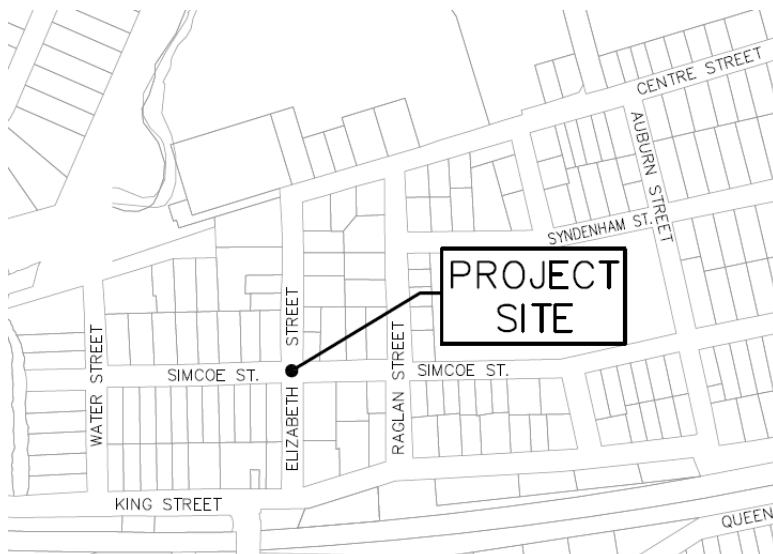 CENTRE STREET
AUBURN STREET
SYNDENHAM ST.
PROJECT
SITE
WATER STREET
SIMCOE ST.
ELIZABETH STREET
RAGLAN STREET
SIMCOE ST.
KING STREET
QUEEN